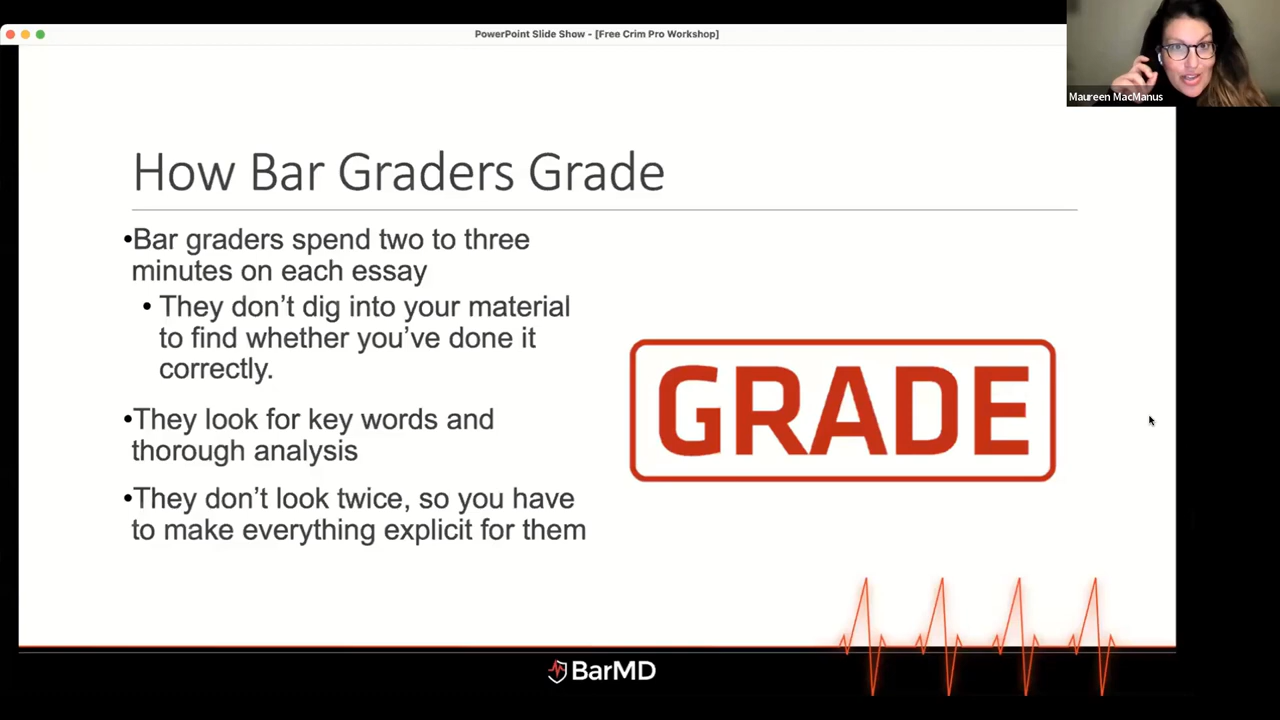 PowerPoint Slide Show - [Free Crim Pro Workshop]
Maureen MacManus
How Bar Graders Grade
•Bar graders spend two to three
minutes on each essay
• They don’t dig into your material
to find whether you’ve done it
correctly.
•They look for key words and
thorough analysis
•They don’t look twice, so you have
to make everything explicit for them
GRADE
BarMD